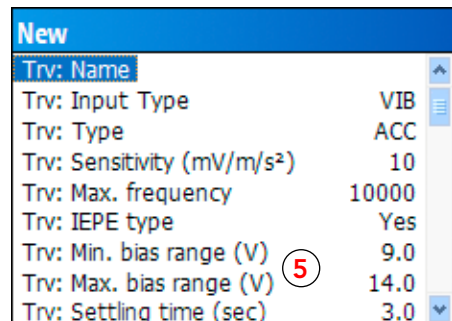 New
Trv: Name
Trv: Input Type VIB
Trv: Type ACC
Trv: Sensitivity (mV/m/s²) 10
Trv: Max. frequency 10000
Trv: IEPE type Yes
Trv: Min. bias range (V) 9.0
5
Trv: Max. bias range (V) 14.0
Trv: Settling time (sec) 3.0